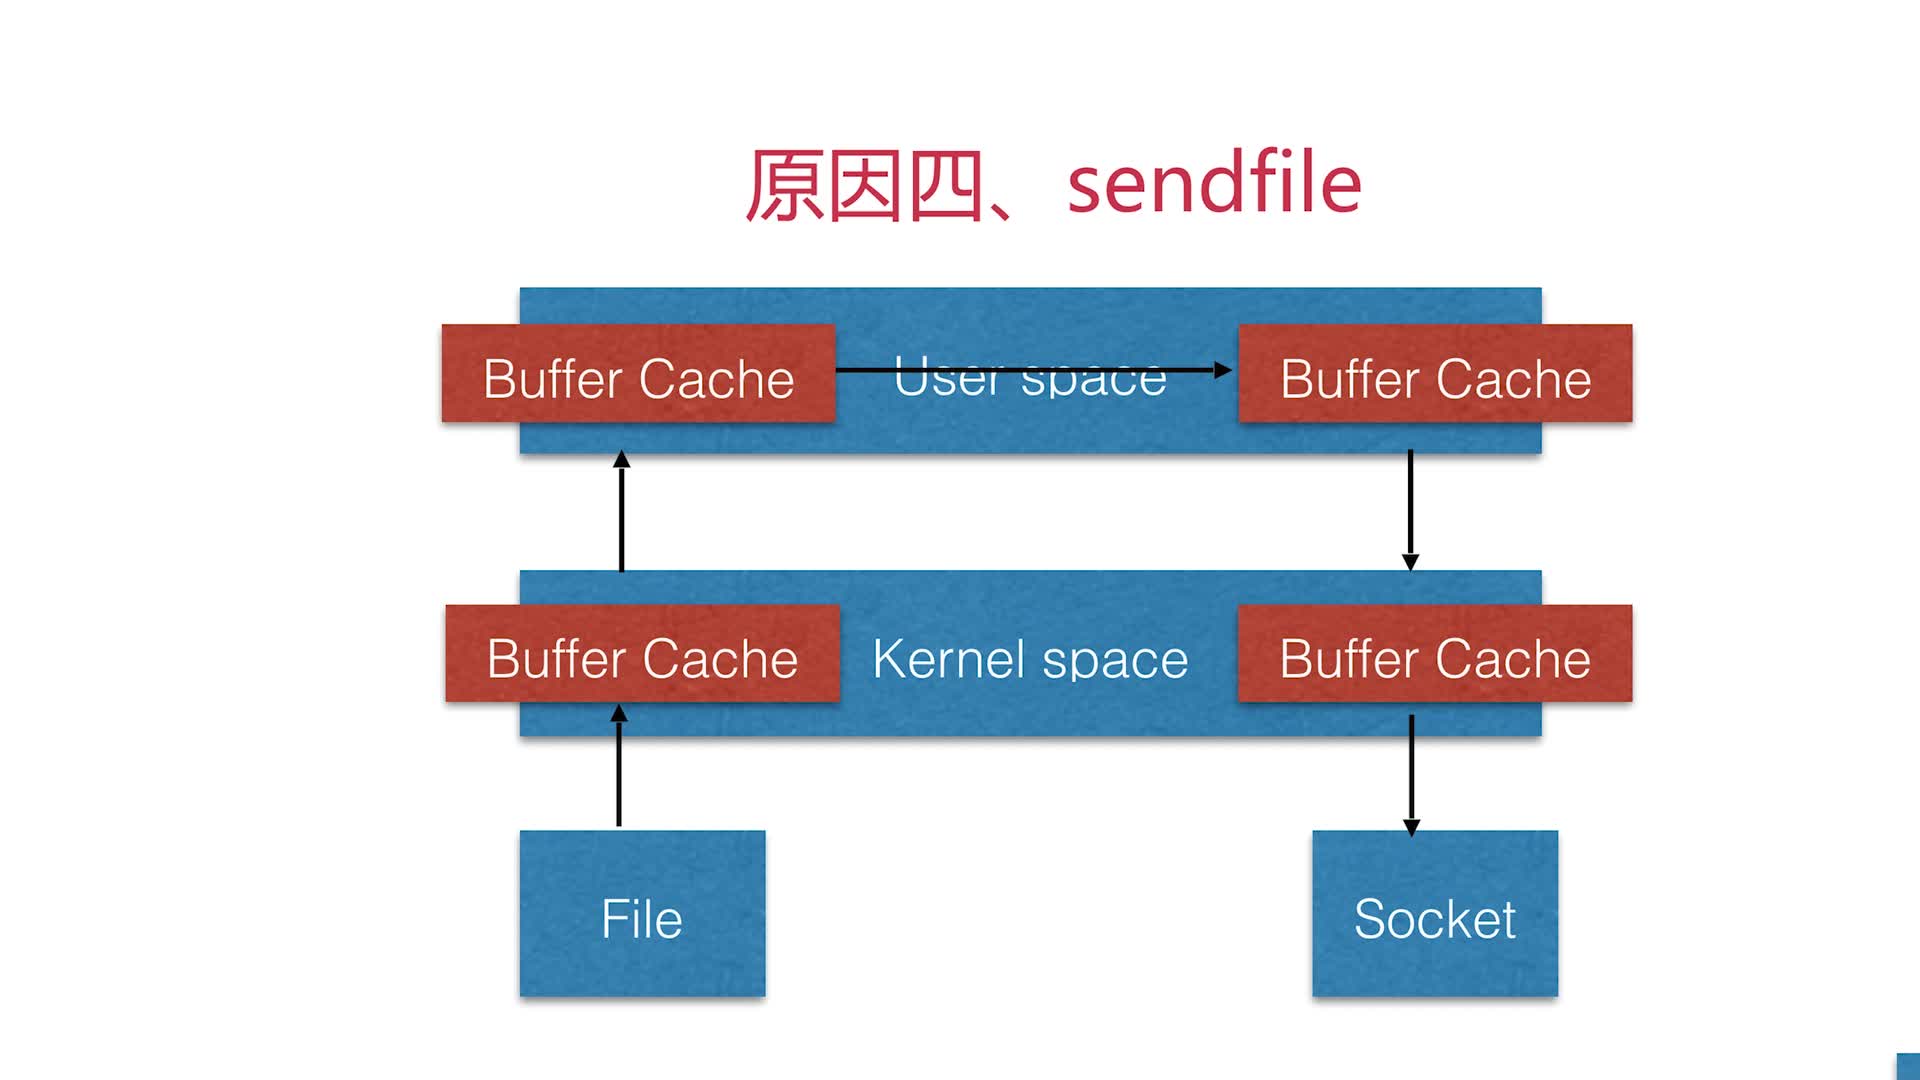 原因四、sendfile
Buffer Cache
User space
Buffer Cache
Buffer Cache
Kernel space
Buffer Cache
File
Socket